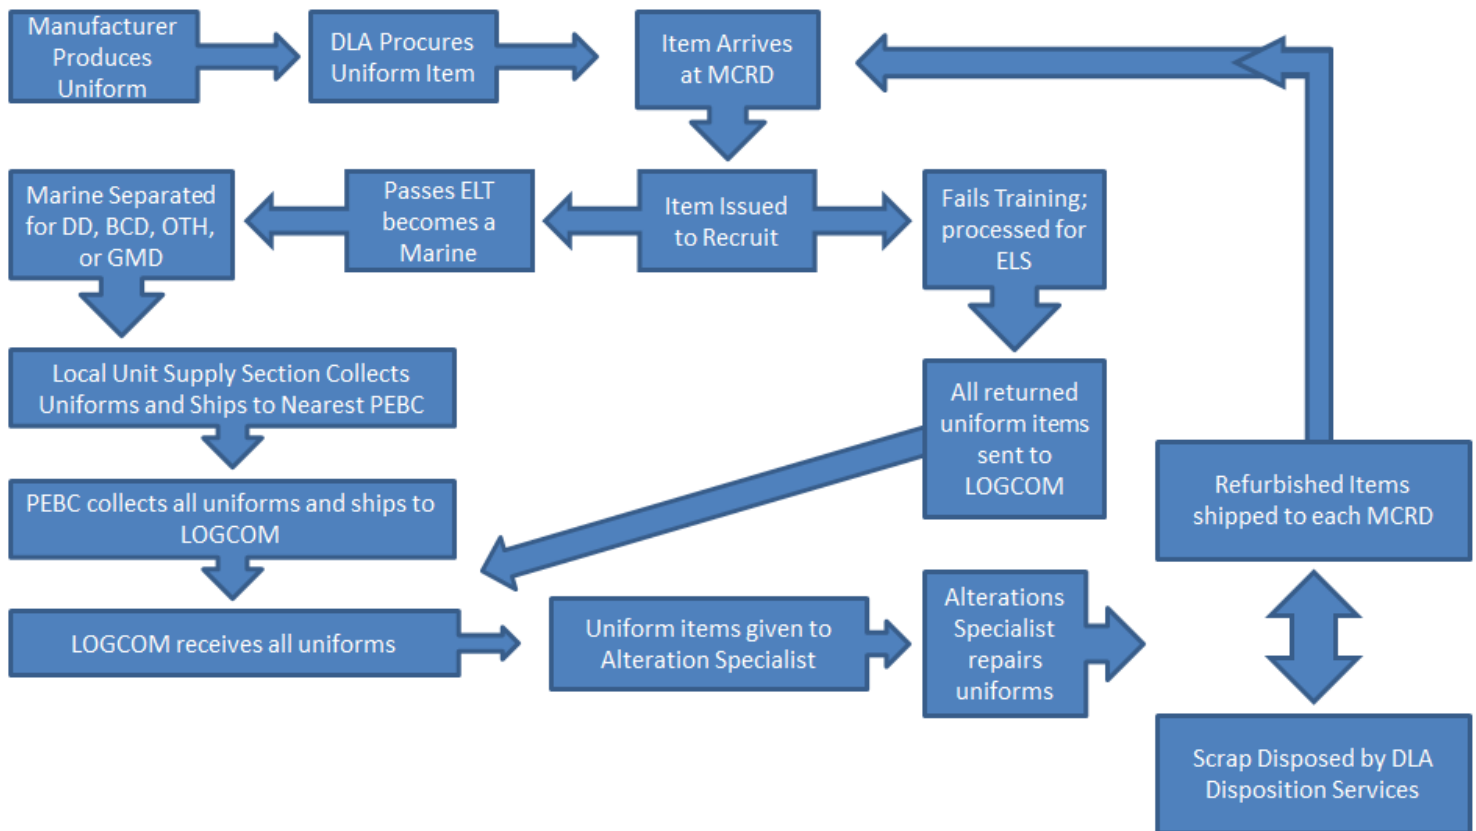 Manufacturer
Produces
Uniform
DLA Procures
Uniform Item
Item Arrives
at MCRD
Marine Separated
for DD, BCD, OTH,
or GMD
Passes ELT
becomes a
Marine
Item Issued
to Recruit
Fails Training;
processed for
ELS
Local Unit Supply Section Collects
Uniforms and Ships to Nearest PEBC
All returned
uniform items
sent to
LOGCOM
PEBC collects all uniforms and ships to
LOGCOM
Refurbished Items
shipped to each MCRD
LOGCOM receives all uniforms
Uniform items given to
Alteration Specialist
Alterations
Specialist
repairs
uniforms
Scrap Disposed by DLA
Disposition Services